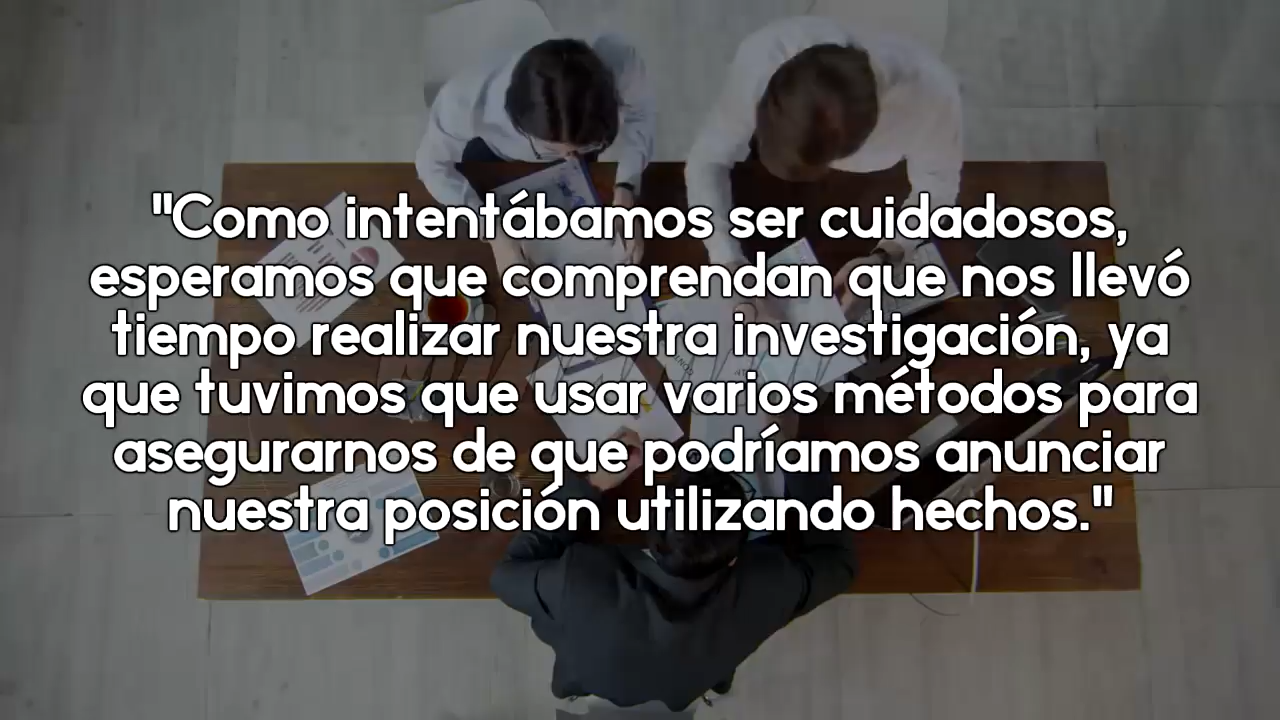 "Como intentábamos ser cuidadosos,
esperamos que comprendan que nos llevó
tiempo realizar nuestra investigación, ya
que tuvimos que usar varios métodos para
asegurarnos de que podríamos anunciar
nuestra posición utilizando hechos."